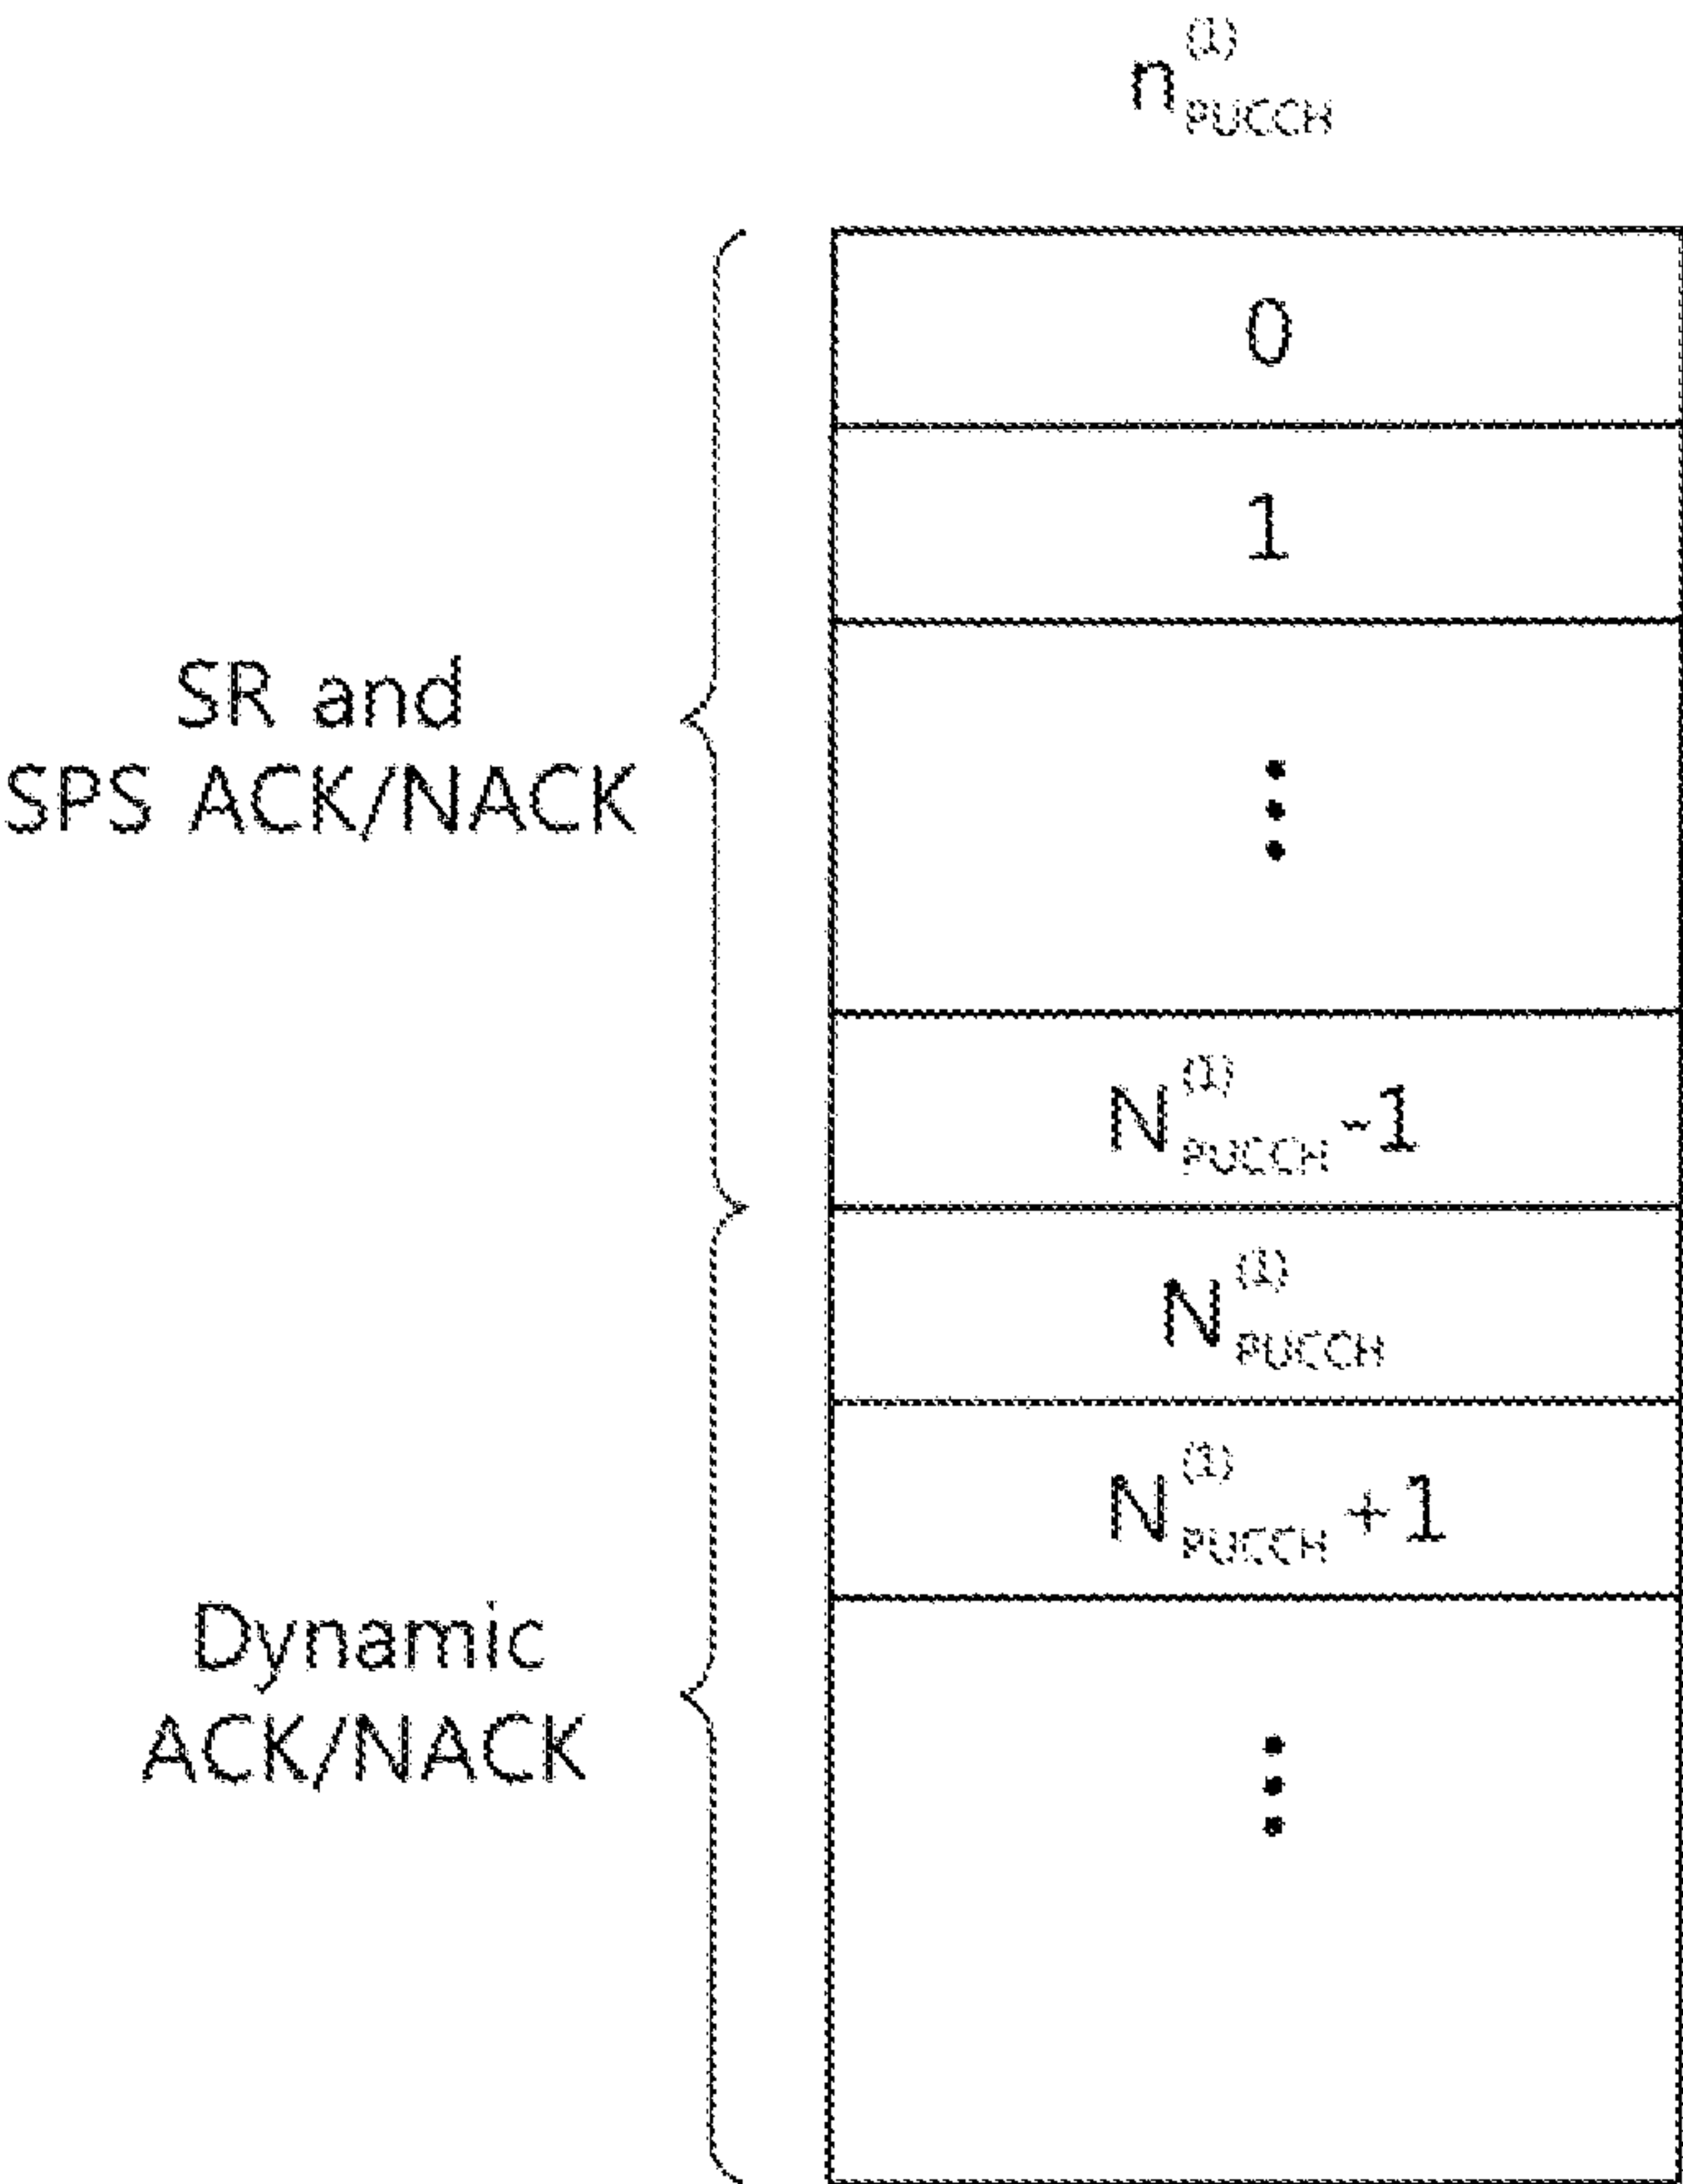 n^{(1)}_{PUCCH}
0
1
⋮
SR and
SPS ACK/NACK
N^{(1)}_{PUCCH} -1
N^{(1)}_{PUCCH}
N^{(1)}_{PUCCH} +1
Dynamic
ACK/NACK
⋮